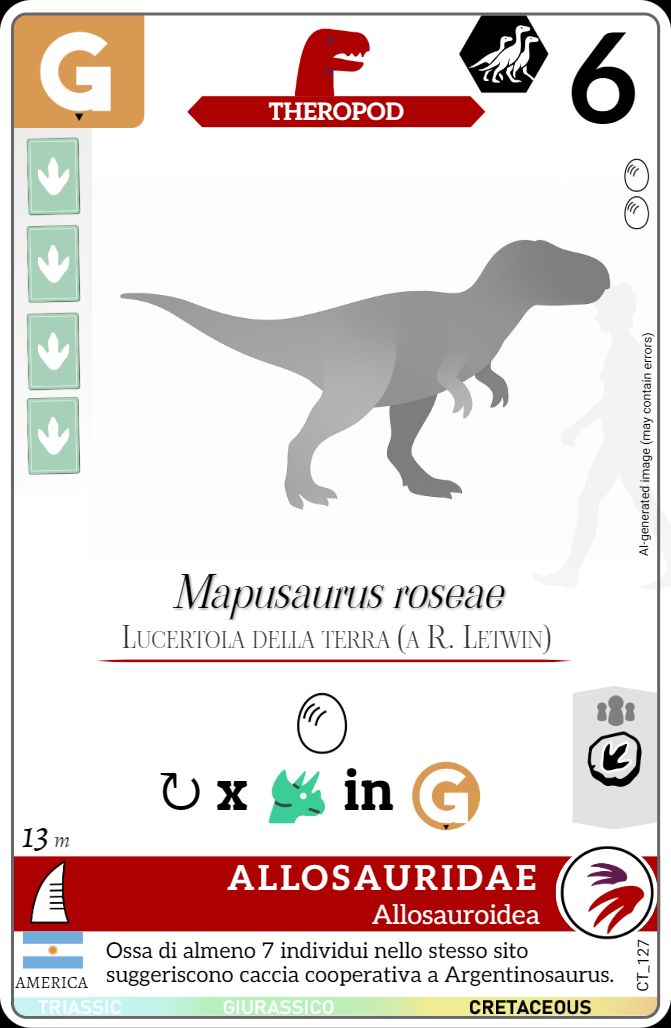 G
THEROPOD
6
AI-generated image (may contain errors)
Mapusaurus roseae
Lucertola della terra (a R. Letwin)
x in G
13 m
ALLOSAURIDAE
Allosauroidea
AMERICA
Ossa di almeno 7 individui nello stesso sito
suggeriscono caccia cooperativa a Argentinosaurus.
CT_127
TRIASSIC GIURASSICO CRETACEOUS